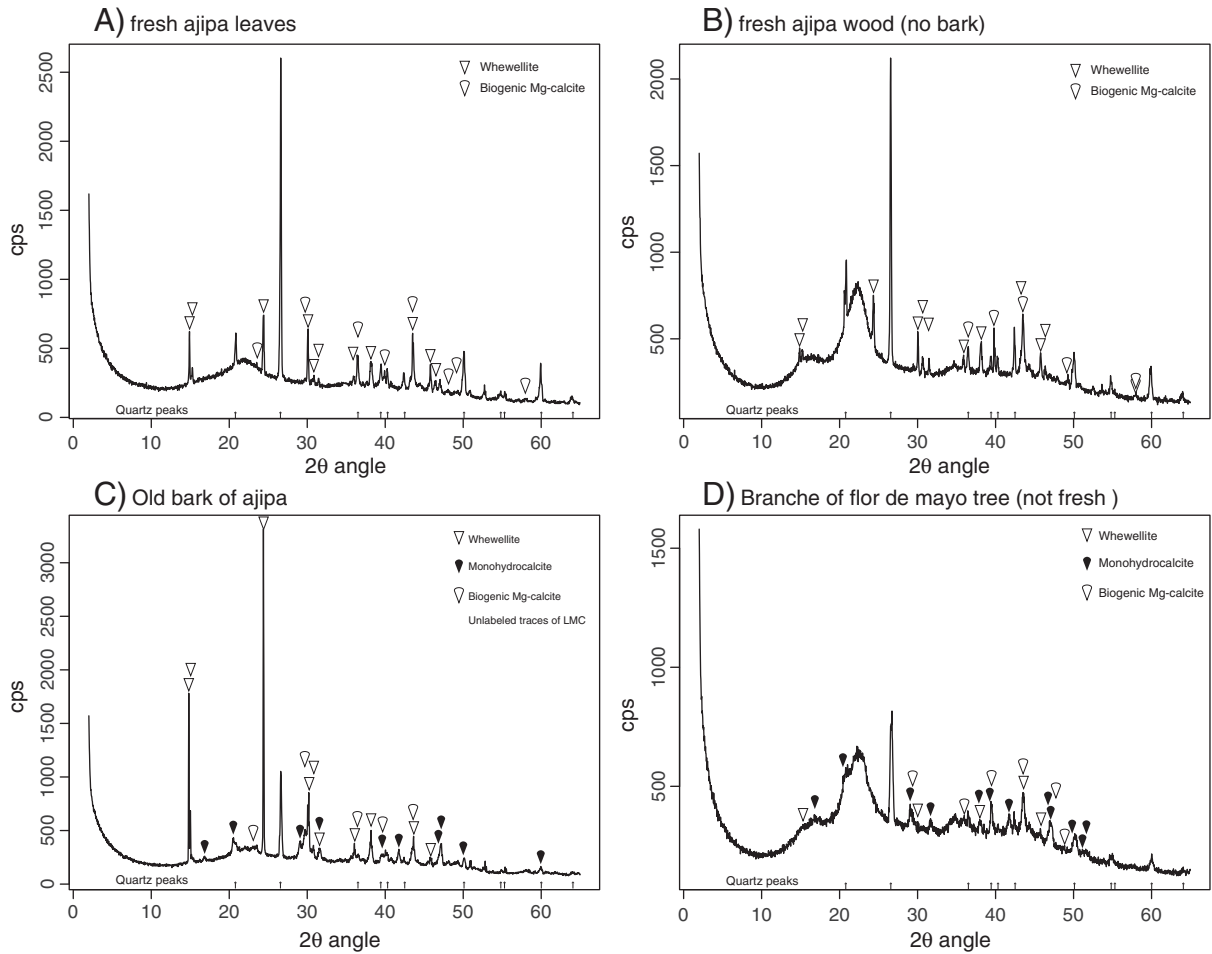 A) fresh ajipa leaves
Whewellite
Biogenic Mg-calcite
cps
0 500 1000 1500 2000 2500
Quartz peaks
0 10 20 30 40 50 60
2θ angle
B) fresh ajipa wood (no bark)
Whewellite
Biogenic Mg-calcite
cps
500 1000 1500 2000
Quartz peaks
0 10 20 30 40 50 60
2θ angle
C) Old bark of ajipa
Whewellite
Monohydrocalcite
Biogenic Mg-calcite
Unlabeled traces of LMC
cps
0 500 1000 1500 2000 2500 3000
Quartz peaks
0 10 20 30 40 50 60
2θ angle
D) Branche of flor de mayo tree (not fresh )
Whewellite
Monohydrocalcite
Biogenic Mg-calcite
cps
500 1000 1500
Quartz peaks
0 10 20 30 40 50 60
2θ angle